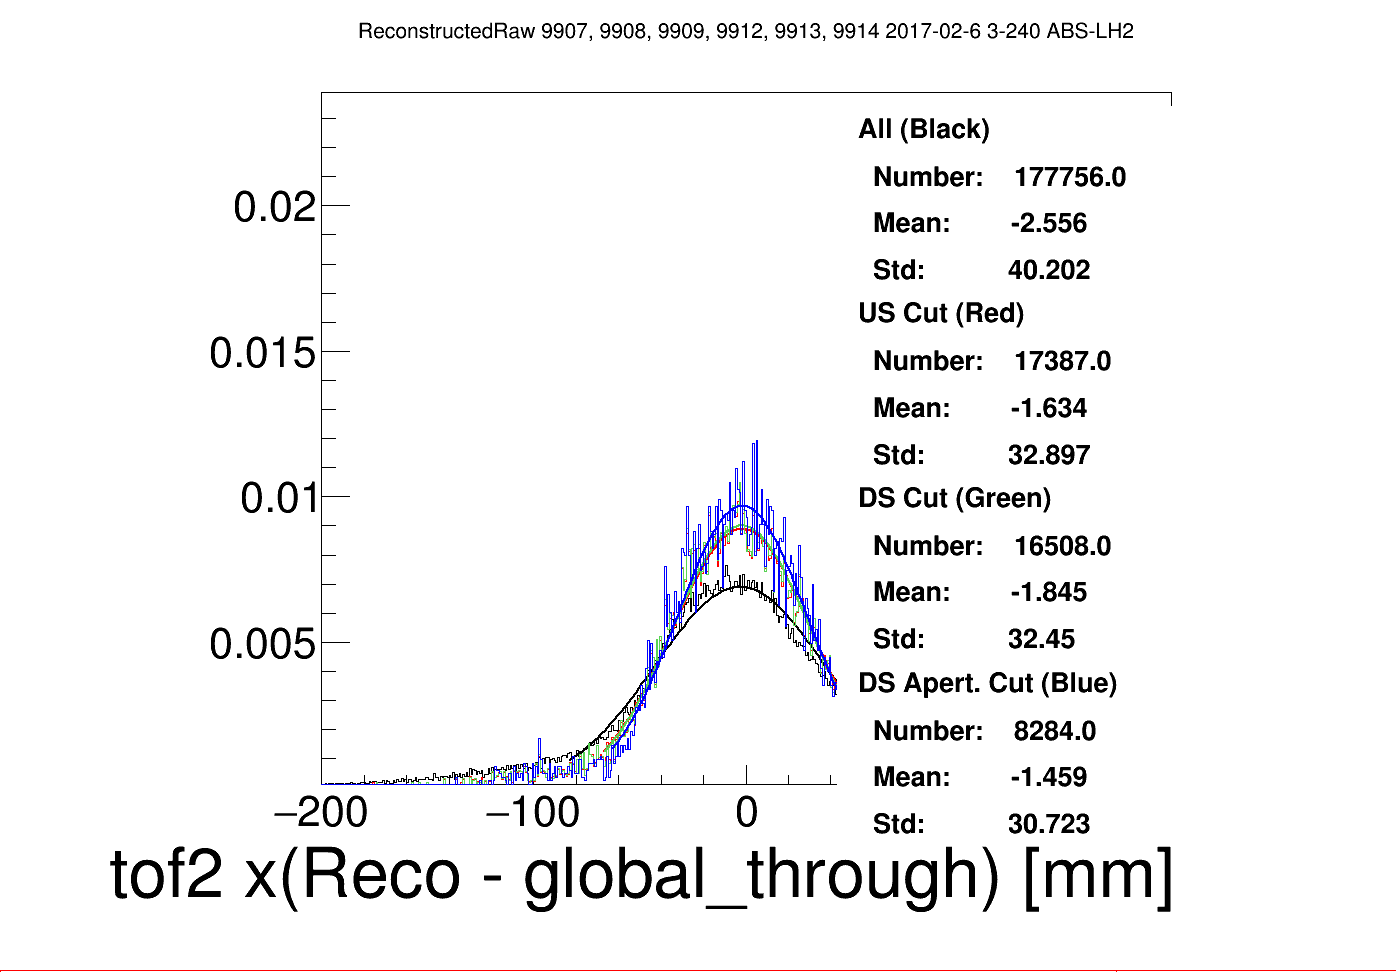 ReconstructedRaw 9907, 9908, 9909, 9912, 9913, 9914 2017-02-6 3-240 ABS-LH2
All (Black)
Number: 177756.0
Mean: -2.556
Std: 40.202
US Cut (Red)
Number: 17387.0
Mean: -1.634
Std: 32.897
DS Cut (Green)
Number: 16508.0
Mean: -1.845
Std: 32.45
DS Apert. Cut (Blue)
Number: 8284.0
Mean: -1.459
Std: 30.723
0.02
0.015
0.01
0.005
−200 −100 0
tof2 x(Reco - global_through) [mm]